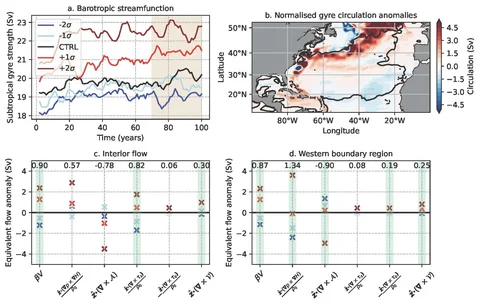 a. Barotropic streamfunction
Subtropical gyre strength (Sv)
23
22
21
20
19
18
-2σ
-1σ
CTRL
+1σ
+2σ
0
20
40
60
80
100
Time (years)
b. Normalised gyre circulation anomalies
Latitude
50°N
40°N
30°N
20°N
80°W
60°W
40°W
20°W
Longitude
4.5
3.0
1.5
0.0
−1.5
−3.0
−4.5
Circulation (Sv)
c. Interior flow
Equivalent flow anomaly (Sv)
0.90 0.57 -0.78 0.82 0.06 0.30
4
2
0
−2
−4
βV
ẑ·(∇ × A)
ẑ·(∇ × V)
d. Western boundary region
Equivalent flow anomaly (Sv)
0.87 1.34 -0.90 0.08 0.19 0.25
4
2
0
−2
−4
βV
ẑ·(∇ × A)
ẑ·(∇ × V)